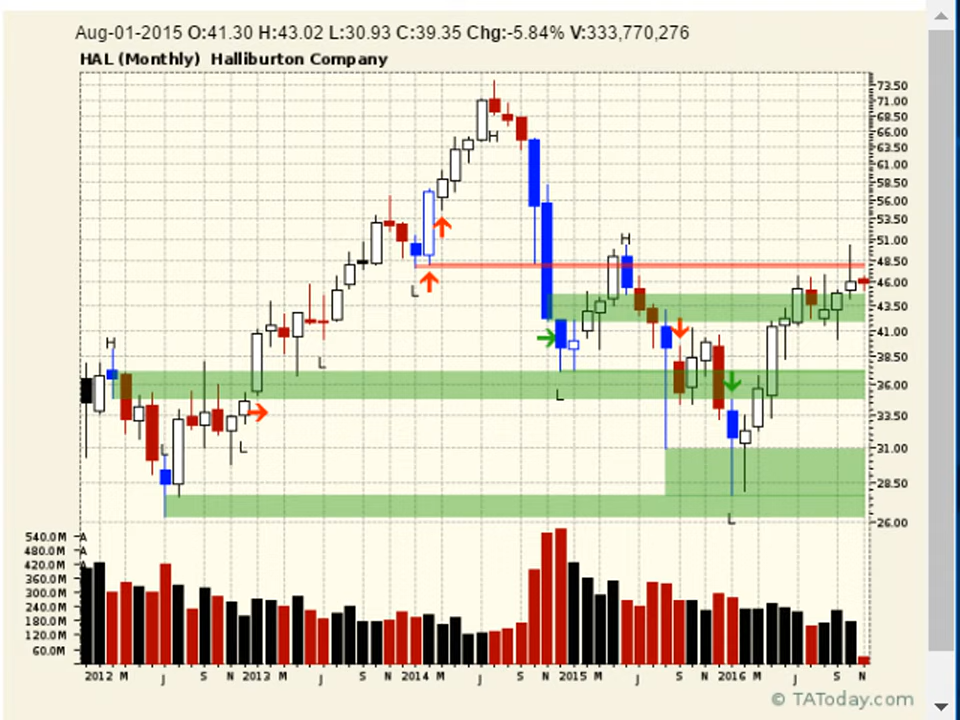 Aug-01-2015 O:41.30 H:43.02 L:30.93 C:39.35 Chg:-5.84% V:333,770,276
HAL (Monthly) Halliburton Company
73.50
71.00
68.50
66.00
63.50
61.00
58.50
56.00
53.50
51.00
48.50
46.00
43.50
41.00
38.50
36.00
33.50
31.00
28.50
26.00
H
H
H
L
L
L
L
L
L
540.0M
480.0M
420.0M
360.0M
300.0M
240.0M
180.0M
120.0M
60.0M
A
A
A
2012 M J S N 2013 M J S N 2014 M J S N 2015 M J S N 2016 M J S N
© TAToday.com